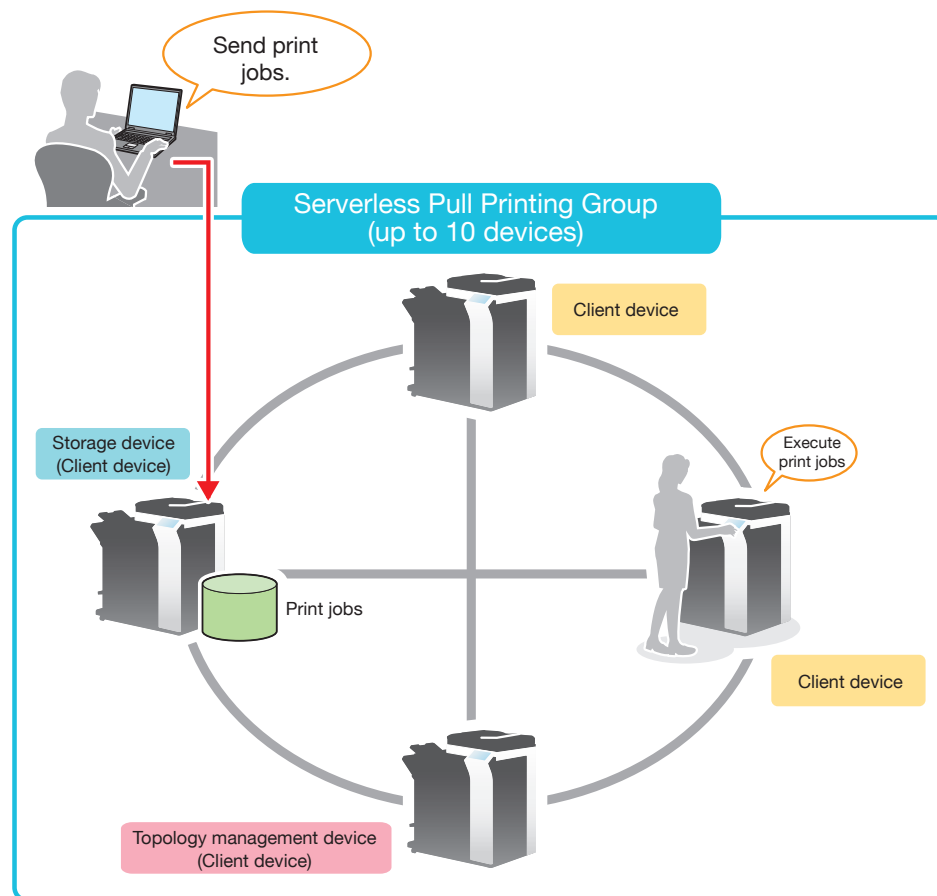 Send print
jobs.
Serverless Pull Printing Group
(up to 10 devices)
Client device
Storage device
(Client device)
Execute
print jobs
Print jobs
Client device
Topology management device
(Client device)